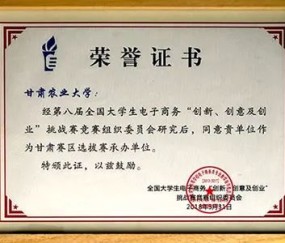 荣誉证书
甘肃农业大学：
经第八届全国大学生电子商务“创新、创意及创
业”挑战赛竞赛组织委员会研究后，同意贵单位作
为甘肃赛区选拔赛承办单位。
特颁此证，以兹鼓励。
全国大学生电子商务“创新、创意及创业”
挑战赛竞赛组织委员会